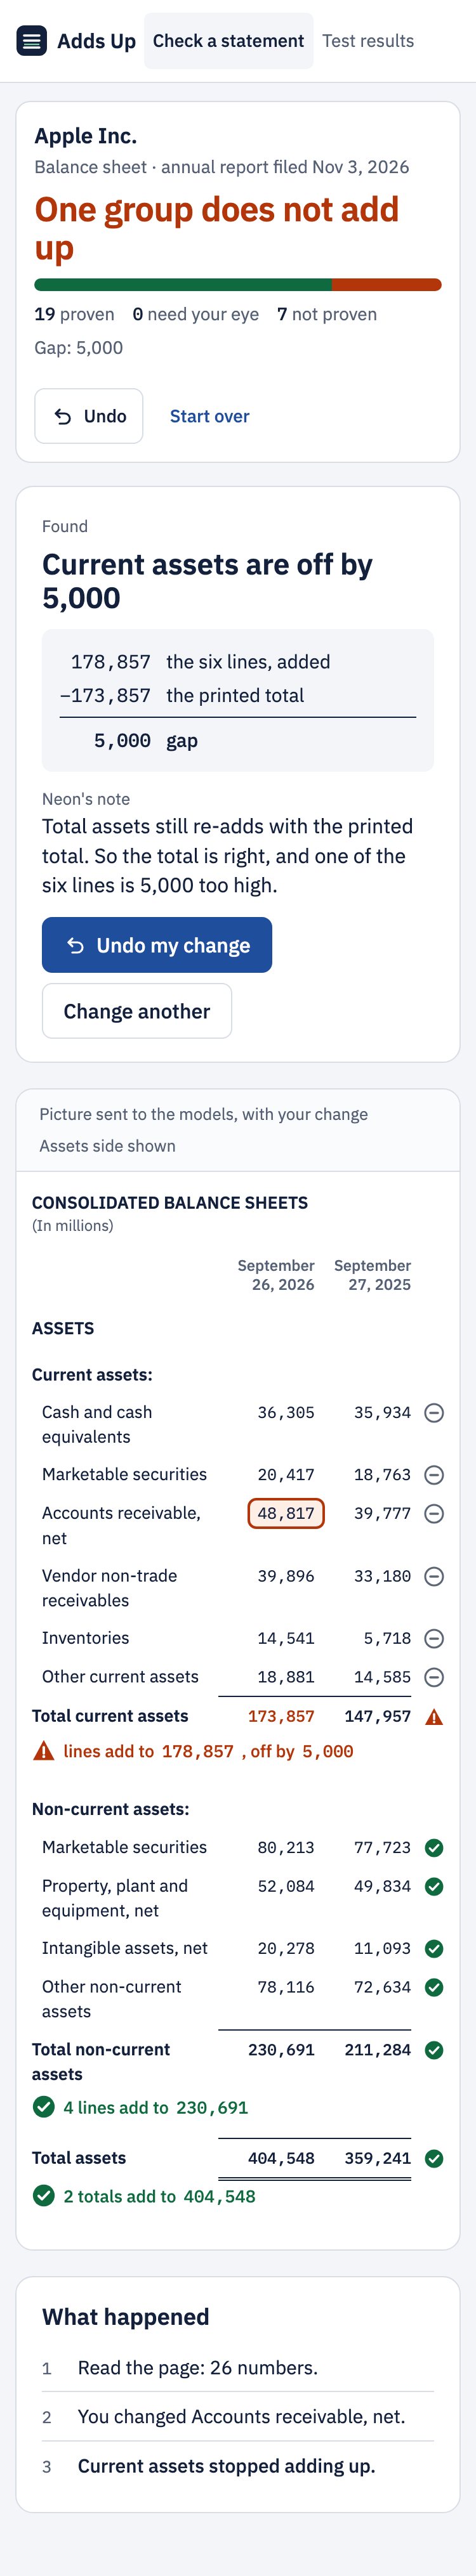 Adds Up
Check a statement
Test results
Apple Inc.
Balance sheet · annual report filed Nov 3, 2026
One group does not add
up
19 proven 0 need your eye 7 not proven
Gap: 5,000
Undo
Start over
Found
Current assets are off by
5,000
178,857 the six lines, added
−173,857 the printed total
5,000 gap
Neon's note
Total assets still re-adds with the printed
total. So the total is right, and one of the
six lines is 5,000 too high.
Undo my change
Change another
Picture sent to the models, with your change
Assets side shown
CONSOLIDATED BALANCE SHEETS
(In millions)
September September
26, 2026 27, 2025
ASSETS
Current assets:
Cash and cash 36,305 35,934
equivalents
Marketable securities 20,417 18,763
Accounts receivable, 48,817 39,777
net
Vendor non-trade 39,896 33,180
receivables
Inventories 14,541 5,718
Other current assets 18,881 14,585
Total current assets 173,857 147,957
lines add to 178,857 , off by 5,000
Non-current assets:
Marketable securities 80,213 77,723
Property, plant and 52,084 49,834
equipment, net
Intangible assets, net 20,278 11,093
Other non-current 78,116 72,634
assets
Total non-current 230,691 211,284
assets
4 lines add to 230,691
Total assets 404,548 359,241
2 totals add to 404,548
What happened
1 Read the page: 26 numbers.
2 You changed Accounts receivable, net.
3 Current assets stopped adding up.